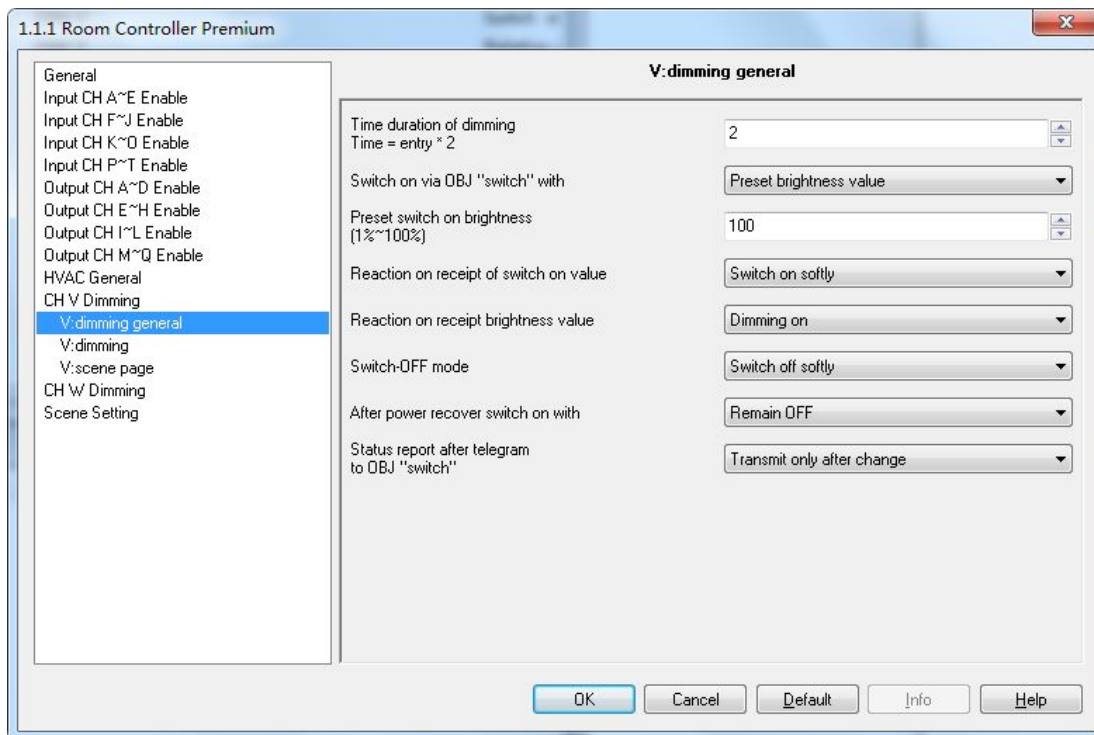 1.1.1 Room Controller Premium
General
Input CH A~E Enable
Input CH F~J Enable
Input CH K~O Enable
Input CH P~T Enable
Output CH A~D Enable
Output CH E~H Enable
Output CH I~L Enable
Output CH M~Q Enable
HVAC General
CH V Dimming
V:dimming general
V:dimming
V:scene page
CH W Dimming
Scene Setting
V:dimming general
Time duration of dimming
Time = entry * 2
2
Switch on via OBJ "switch" with
Preset brightness value
Preset switch on brightness
(1%~100%)
100
Reaction on receipt of switch on value
Switch on softly
Reaction on receipt brightness value
Dimming on
Switch-OFF mode
Switch off softly
After power recover switch on with
Remain OFF
Status report after telegram
to OBJ "switch"
Transmit only after change
OK
Cancel
Default
Info
Help